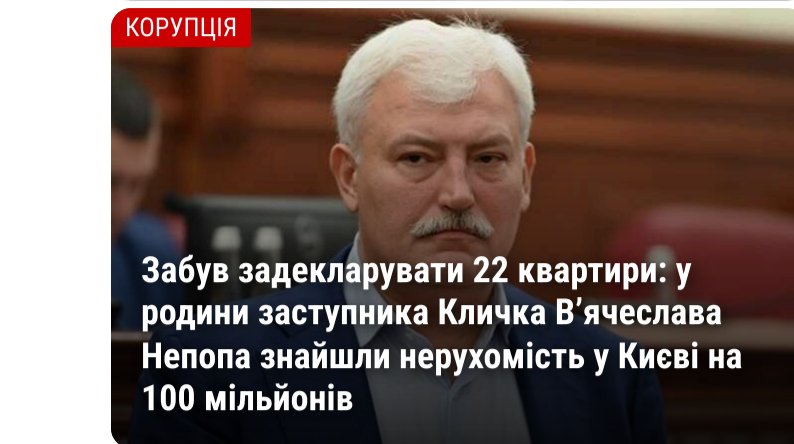 КОРУПЦІЯ
Забув задекларувати 22 квартири: у
родини заступника Кличка В’ячеслава
Непопа знайшли нерухомість у Києві на
100 мільйонів